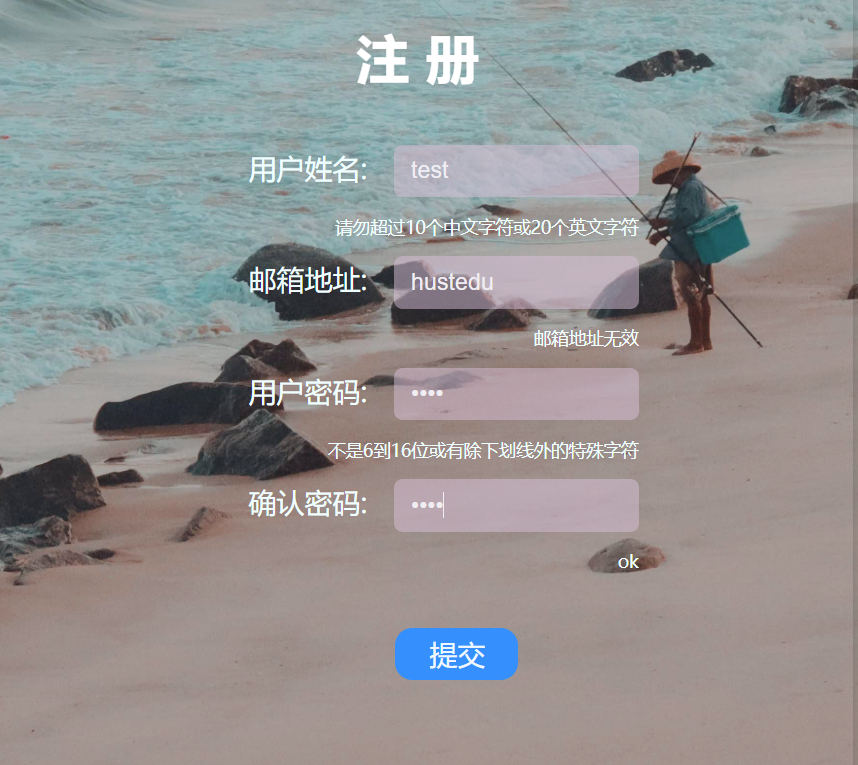 注 册
用户姓名: test
请勿超过10个中文字符或20个英文字符
邮箱地址: hustedu
邮箱地址无效
用户密码: ••••
不是6到16位或有除下划线外的特殊字符
确认密码: ••••
ok
提交